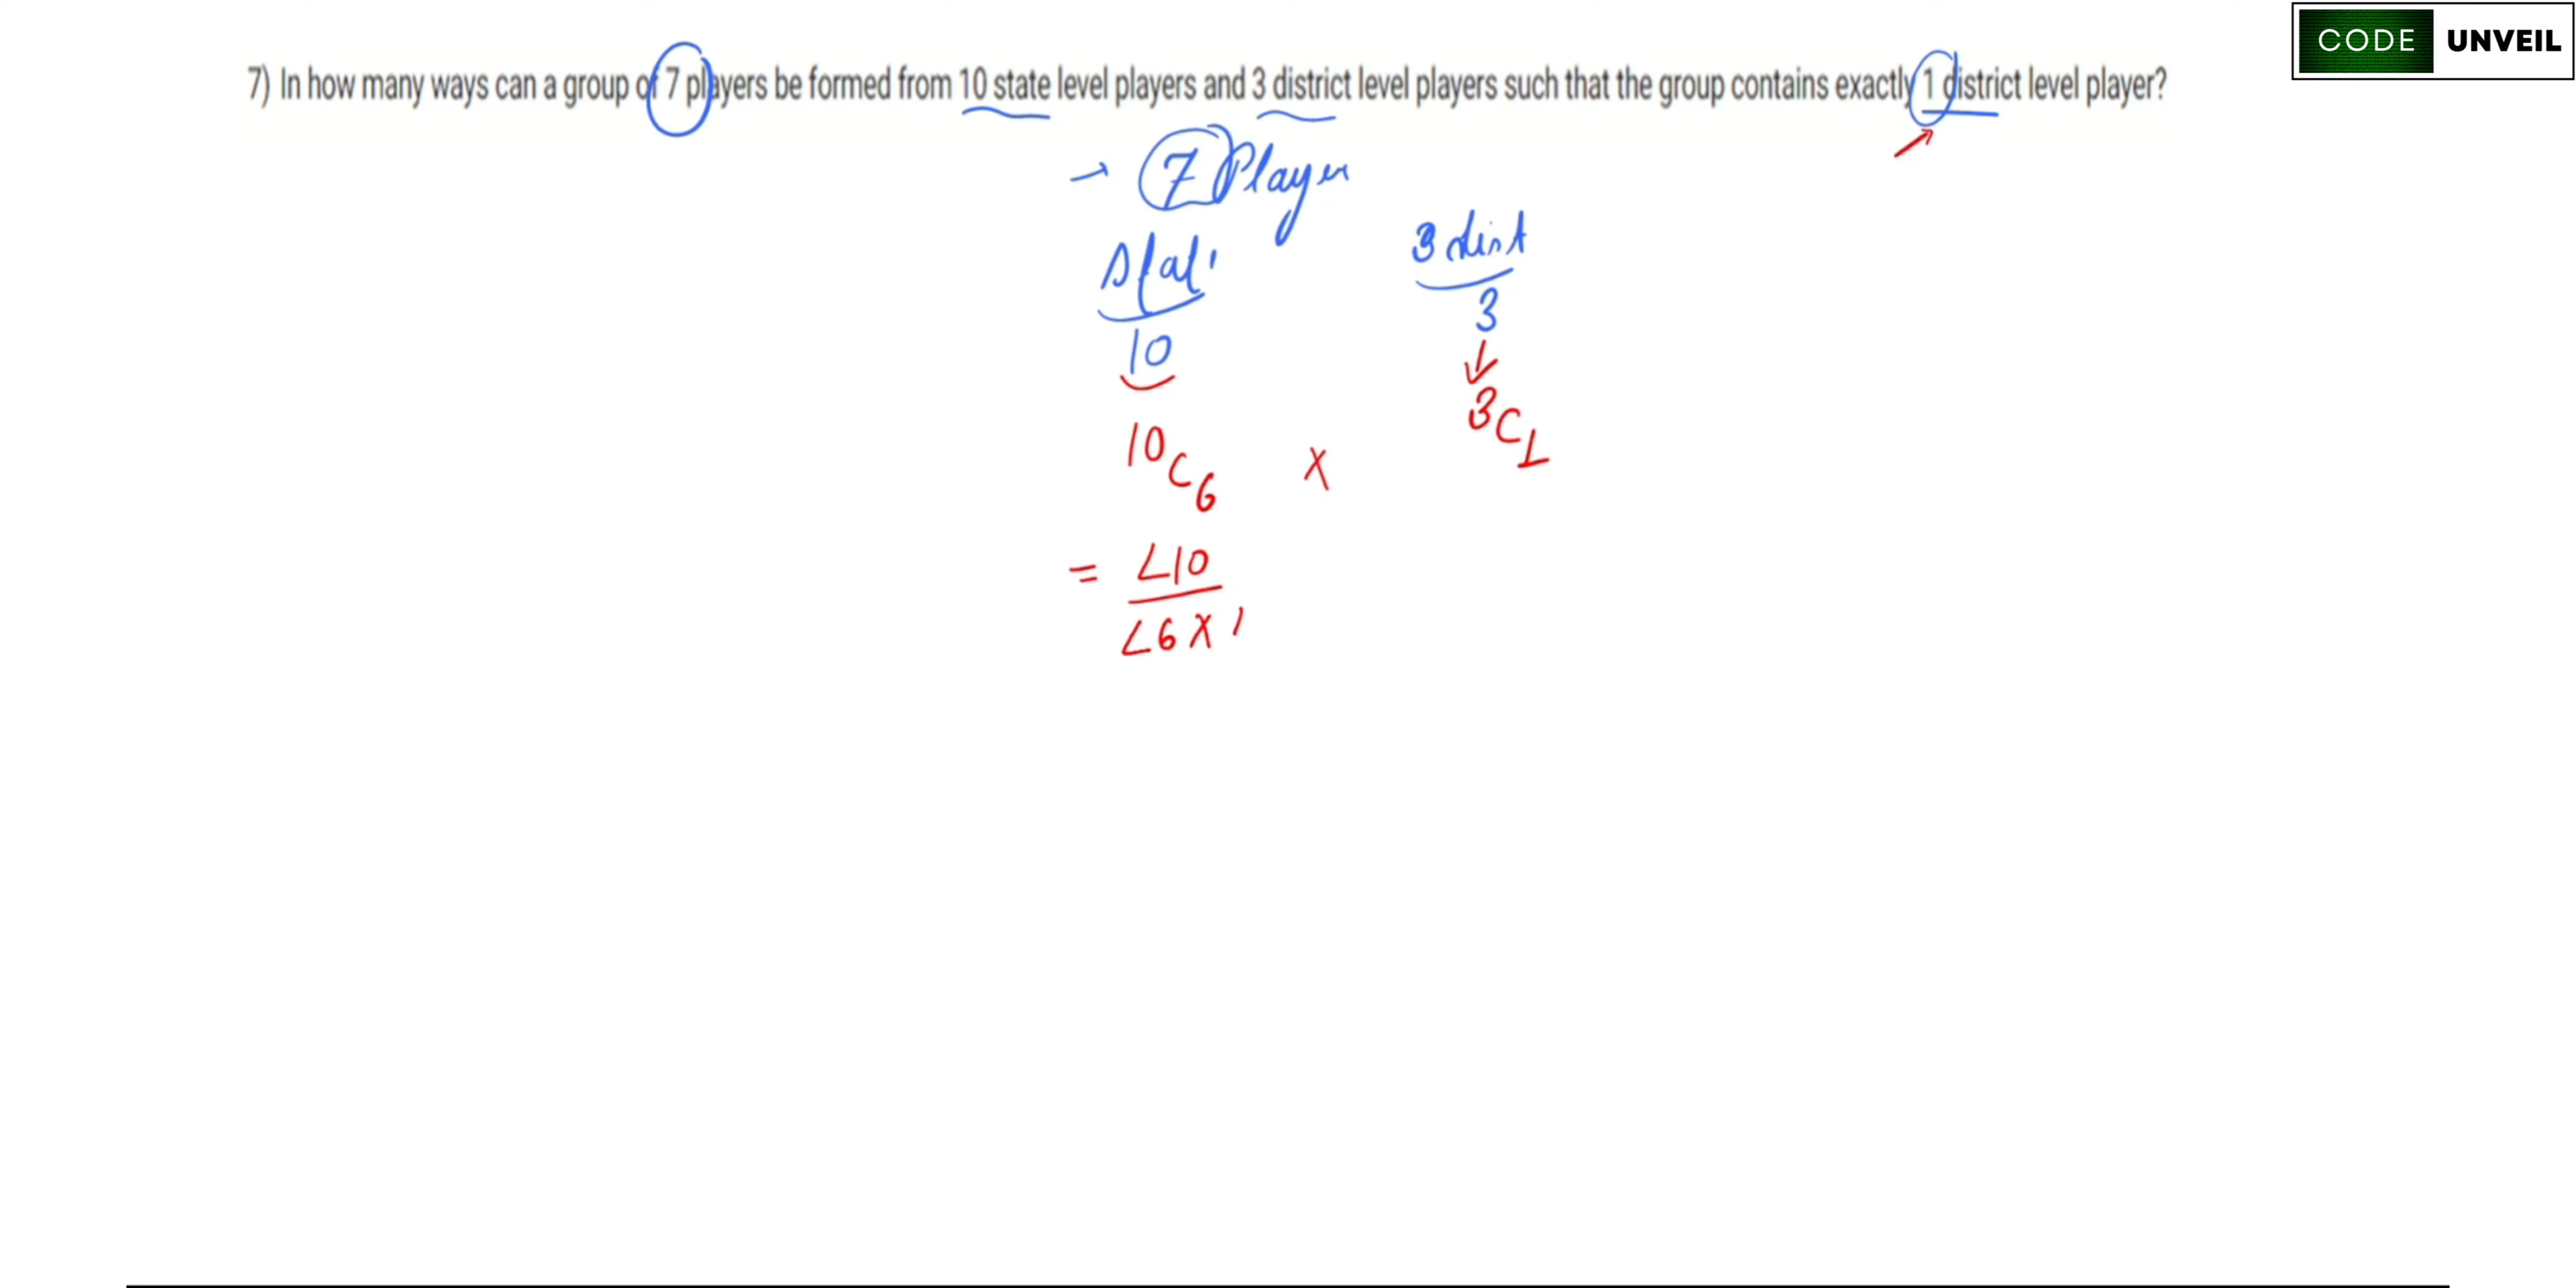 CODE UNVEIL
7) In how many ways can a group of 7 players be formed from 10 state level players and 3 district level players such that the group contains exactly 1 district level player?
→ 7 Player
3 dist
10
3
10C6 x 3C1
= ∠10
∠6 x